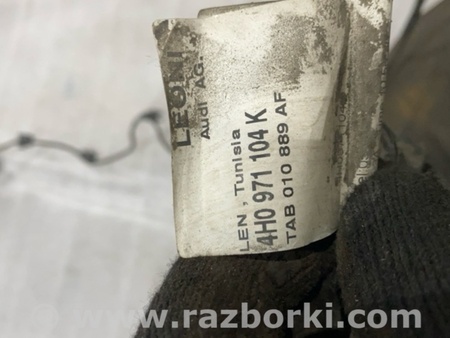 LEONI
Audi AG.
LEN , Tunisia
4H0 971 104 K
TAB 010 889 AF
www.razborki.com